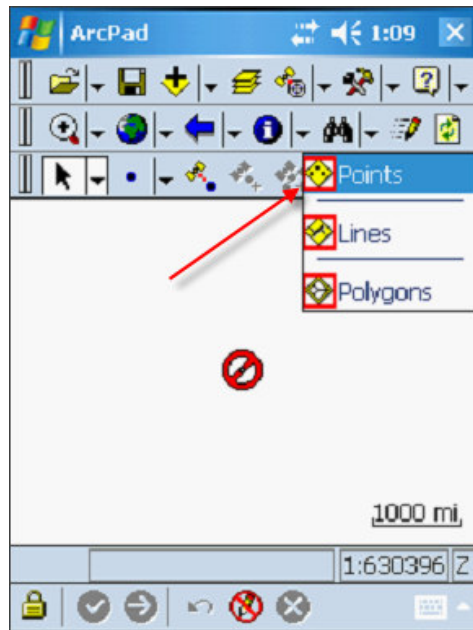 ArcPad 1:09
Points
Lines
Polygons
1000 mi,
1:630396 Z